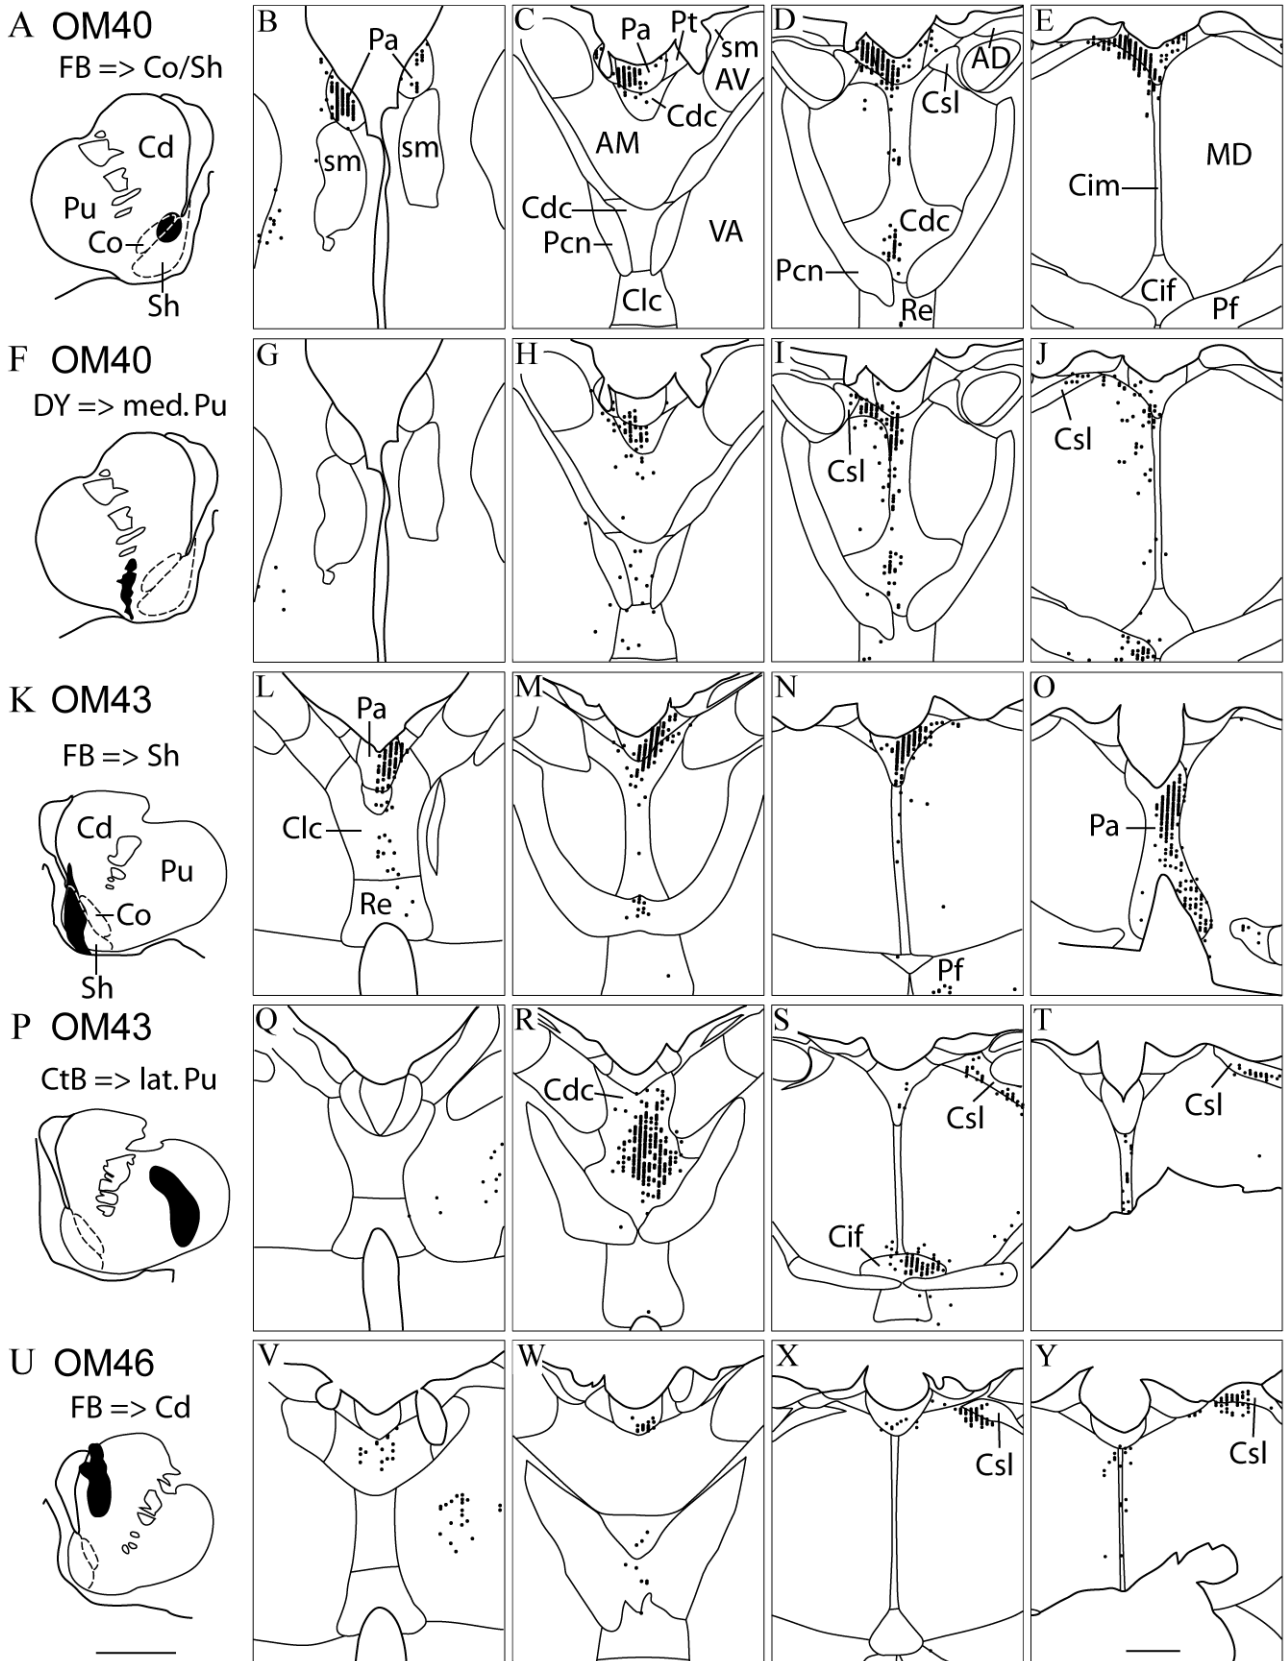 A OM40
FB => Co/Sh
Cd
Pu
Co
Sh
B
Pa
sm
sm
C
Pa
Pt
sm
AV
Cdc
AM
Cdc
Pcn
VA
Clc
D
AD
Csl
Cdc
Pcn
Re
E
MD
Cim
Cif
Pf
F OM40
DY => med. Pu
G
H
I
Csl
J
Csl
K OM43
FB => Sh
Cd
Pu
Co
Sh
L
Pa
Clc
Re
M
N
Pf
O
Pa
P OM43
CtB => lat. Pu
Q
R
Cdc
S
Csl
Cif
T
Csl
U OM46
FB => Cd
V
W
X
Csl
Y
Csl